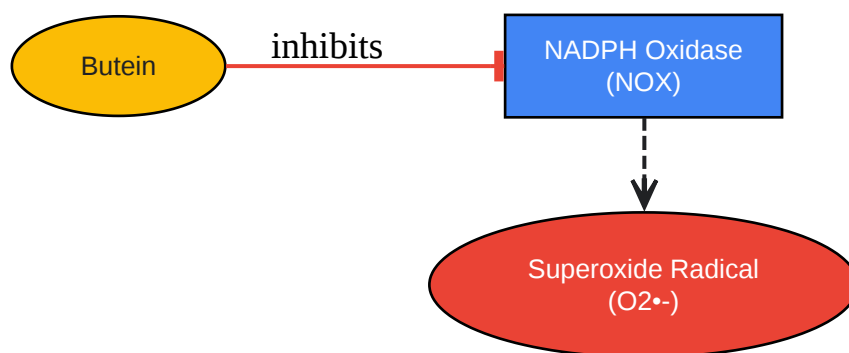 Butein
inhibits
NADPH Oxidase
(NOX)
Superoxide Radical
(O2•-)